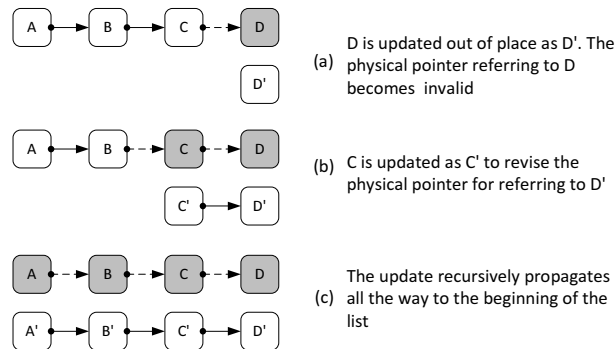 A B C D
D'
(a) D is updated out of place as D'. The
physical pointer referring to D
becomes invalid
A B C D
C' D'
(b) C is updated as C' to revise the
physical pointer for referring to D'
A B C D
A' B' C' D'
(c) The update recursively propagates
all the way to the beginning of the
list